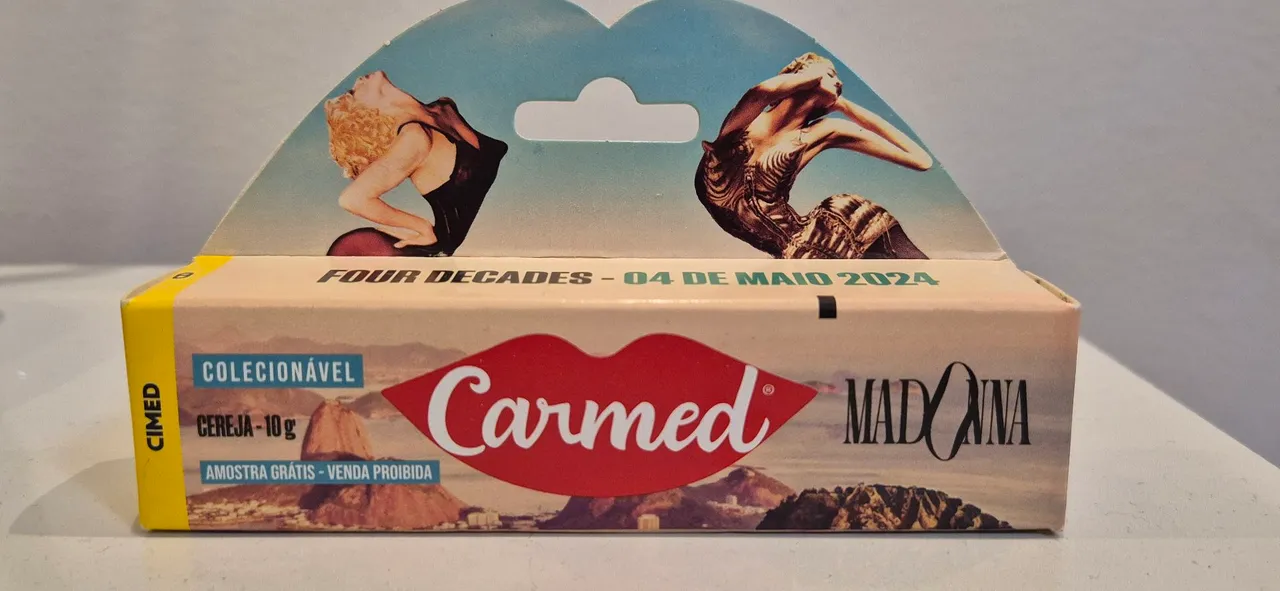 FOUR DECADES - 04 DE MAIO 2024
CIMED
COLECIONÁVEL
CEREJA - 10 g
AMOSTRA GRÁTIS - VENDA PROIBIDA
Carmed®
MADONNA